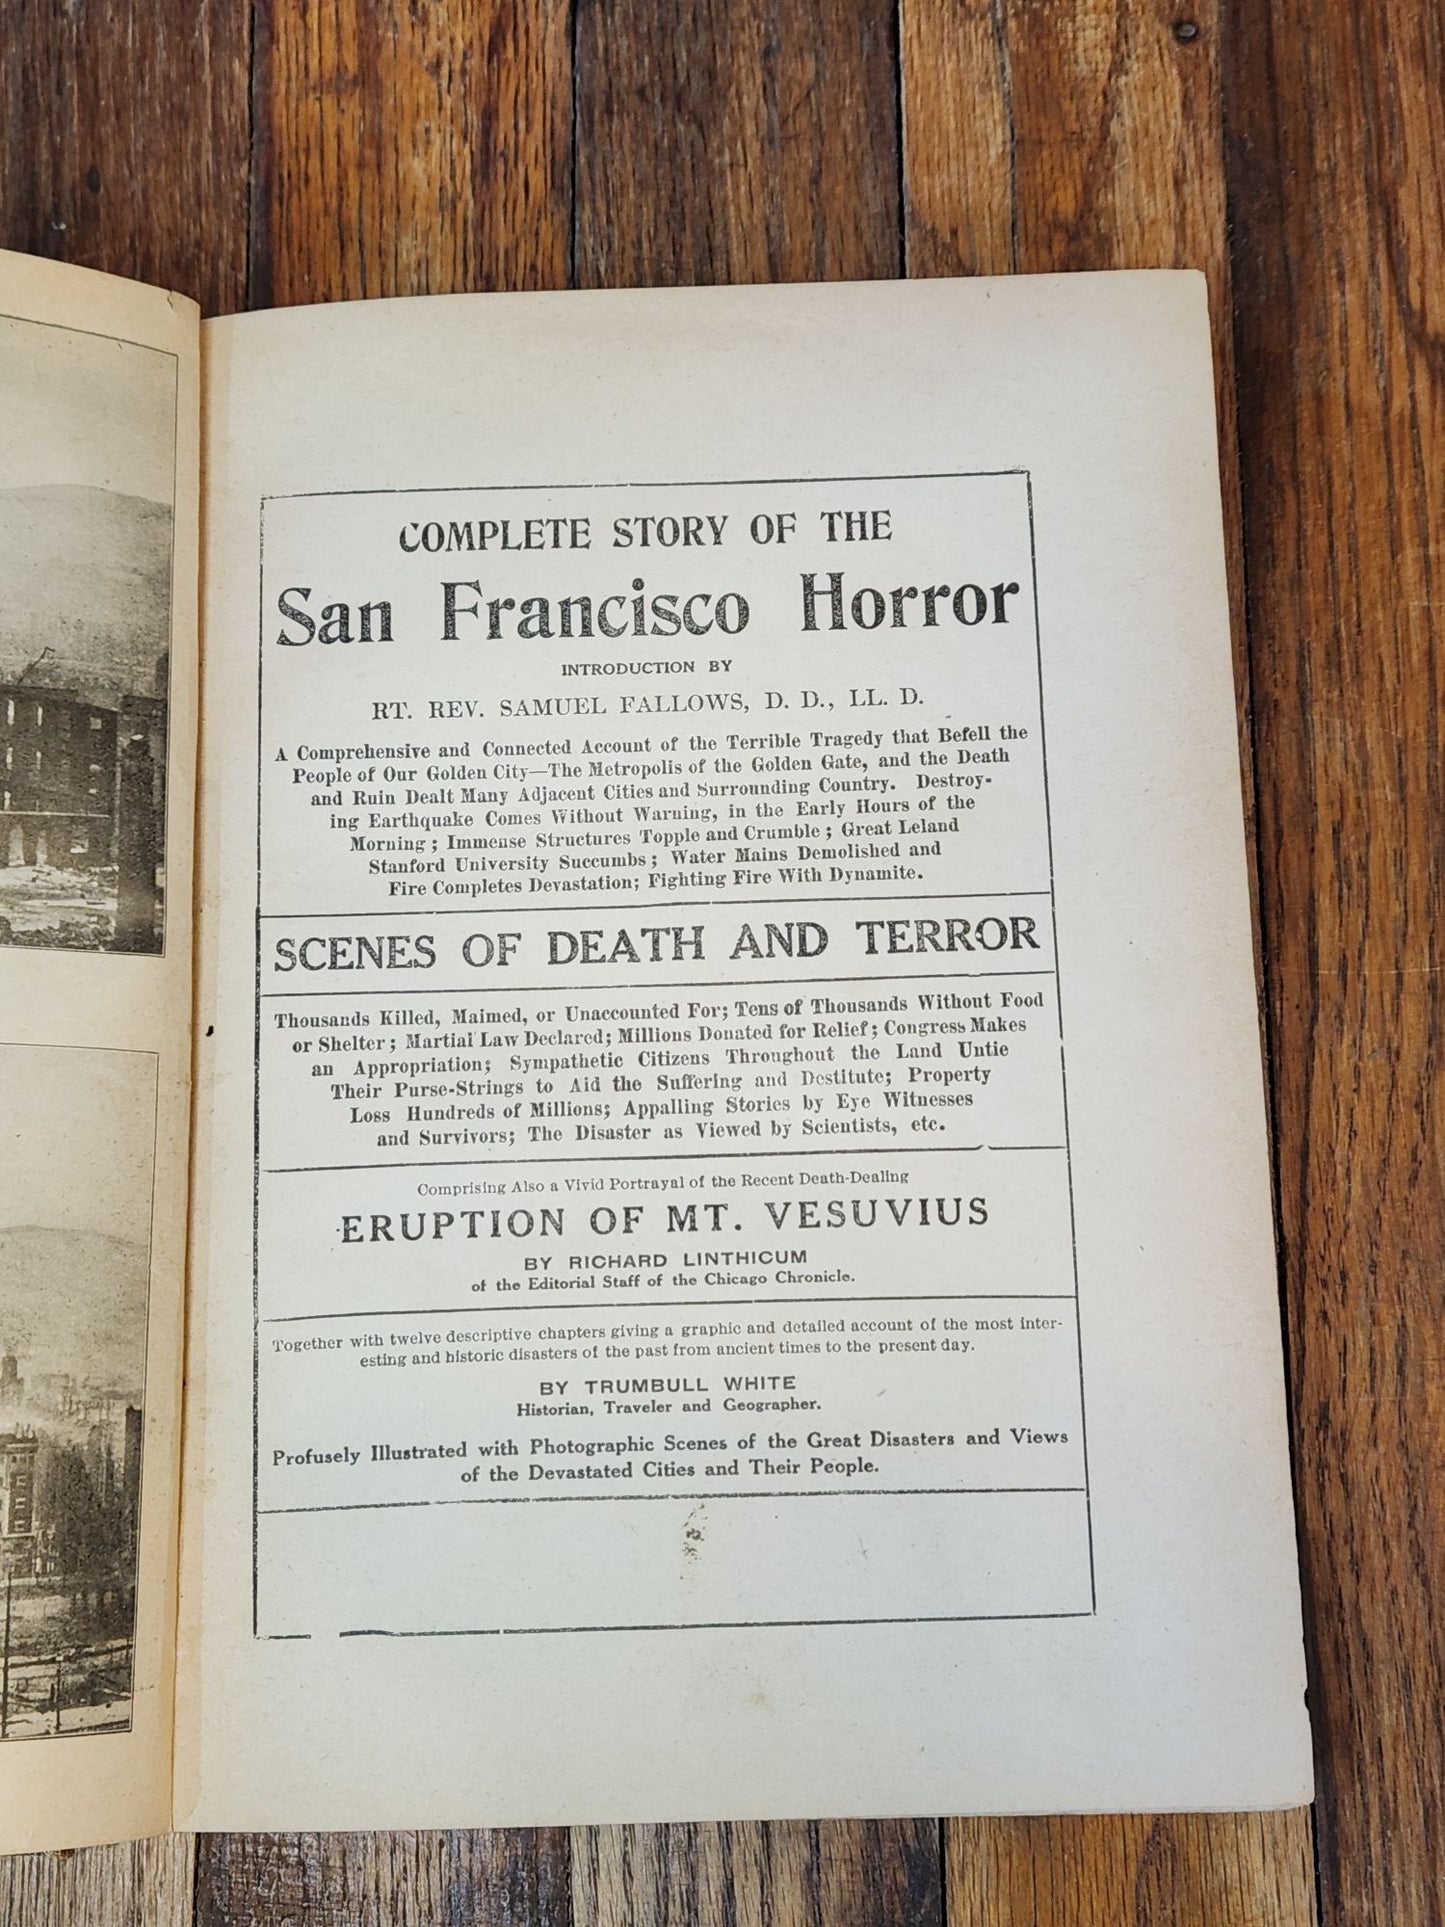 COMPLETE STORY OF THE
San Francisco Horror
INTRODUCTION BY
RT. REV. SAMUEL FALLOWS, D. D., LL. D.
A Comprehensive and Connected Account of the Terrible Tragedy that Befell the
People of Our Golden City—The Metropolis of the Golden Gate, and the Death
and Ruin Dealt Many Adjacent Cities and Surrounding Country. Destroy-
ing Earthquake Comes Without Warning, in the Early Hours of the
Morning; Immense Structures Topple and Crumble; Great Leland
Stanford University Succumbs; Water Mains Demolished and
Fire Completes Devastation; Fighting Fire With Dynamite.
SCENES OF DEATH AND TERROR
Thousands Killed, Maimed, or Unaccounted For; Tens of Thousands Without Food
or Shelter; Martial Law Declared; Millions Donated for Relief; Congress Makes
an Appropriation; Sympathetic Citizens Throughout the Land Untie
Their Purse-Strings to Aid the Suffering and Destitute; Property
Loss Hundreds of Millions; Appalling Stories by Eye Witnesses
and Survivors; The Disaster as Viewed by Scientists, etc.
Comprising Also a Vivid Portrayal of the Recent Death-Dealing
ERUPTION OF MT. VESUVIUS
BY RICHARD LINTHICUM
of the Editorial Staff of the Chicago Chronicle.
Together with twelve descriptive chapters giving a graphic and detailed account of the most inter-
esting and historic disasters of the past from ancient times to the present day.
BY TRUMBULL WHITE
Historian, Traveler and Geographer.
Profusely Illustrated with Photographic Scenes of the Great Disasters and Views
of the Devastated Cities and Their People.